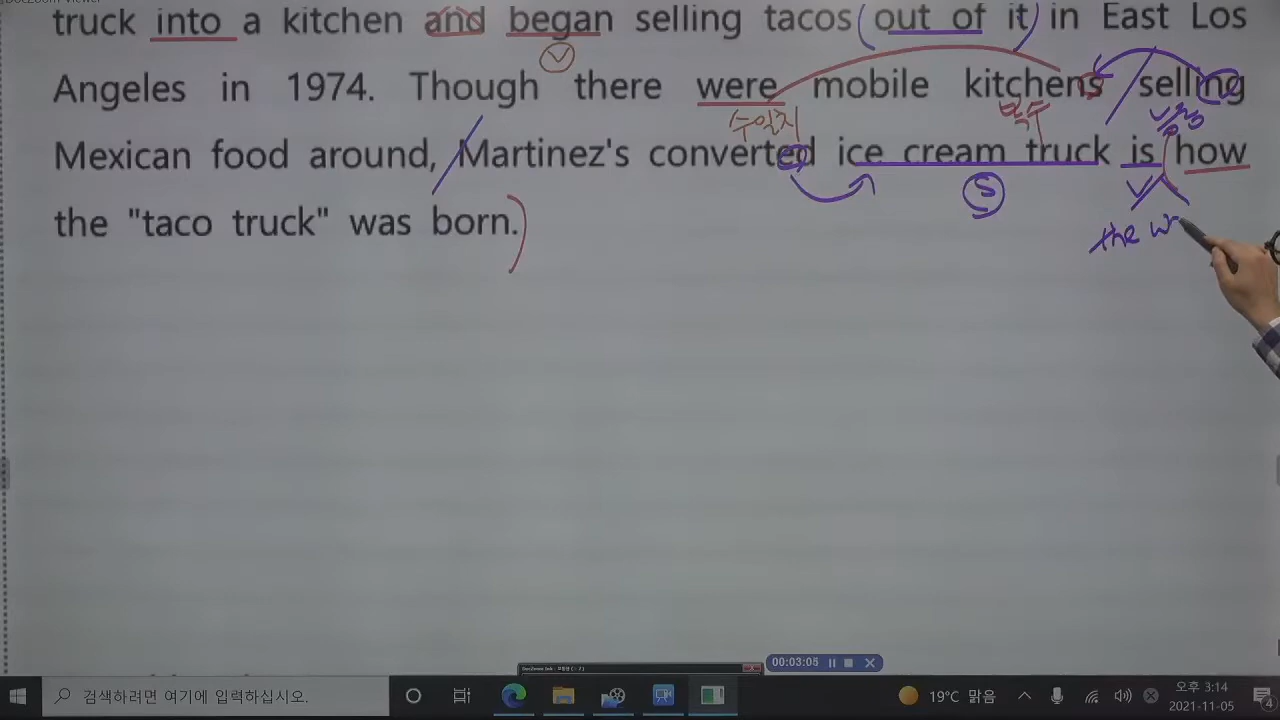 truck into a kitchen and began selling tacos (out of it) in East Los
Angeles in 1974. Though there were mobile kitchens selling
수일치
Mexican food around, Martinez's converted ice cream truck is how
S
the w
the "taco truck" was born.)
00:03:05
검색하려면 여기에 입력하십시오.
19°C 맑음
오후 3:14
2021-11-05
4